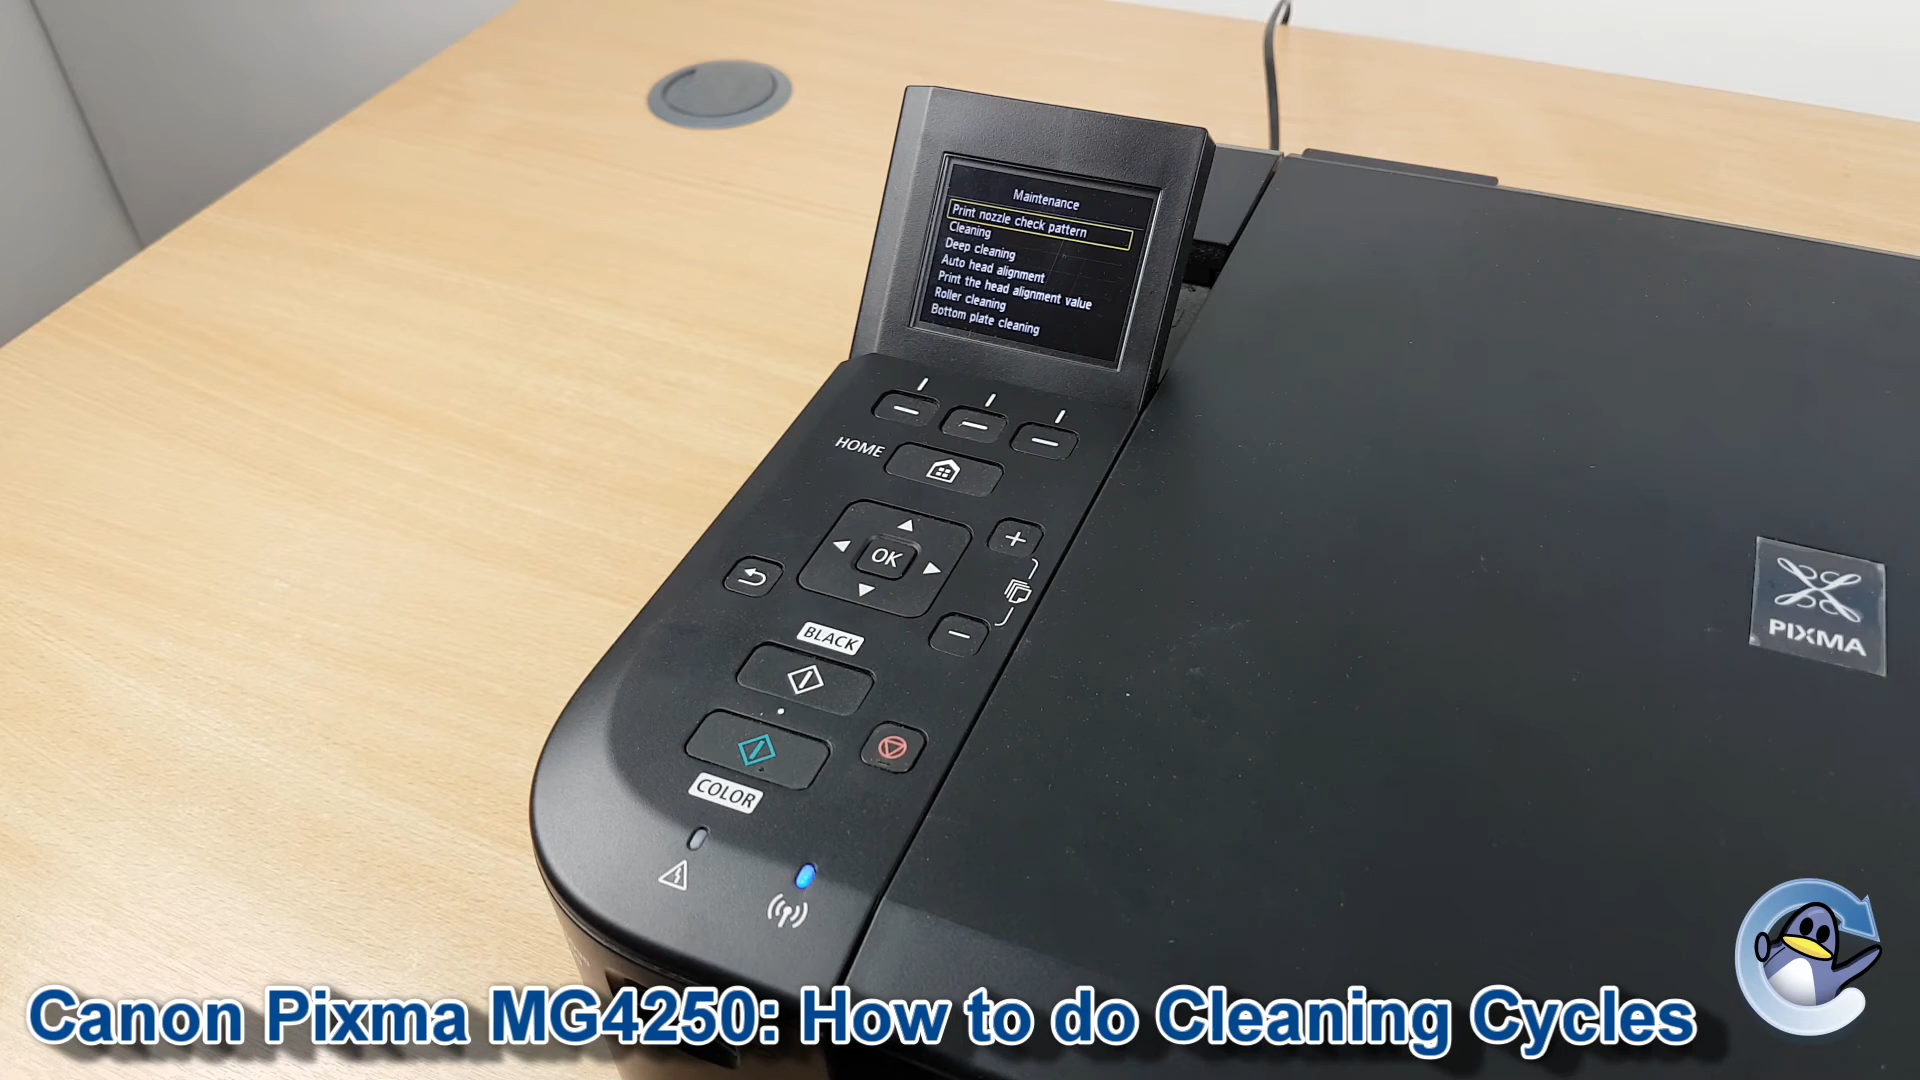 Maintenance
Print nozzle check pattern
Cleaning
Deep cleaning
Auto head alignment
Print the head alignment value
Roller cleaning
Bottom plate cleaning
HOME
OK
BLACK
COLOR
PIXMA
Canon Pixma MG4250: How to do Cleaning Cycles